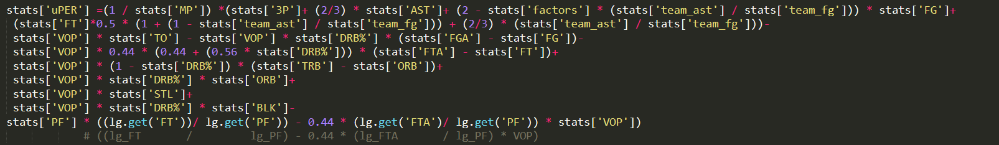 stats['uPER'] =(1 / stats['MP']) *(stats['3P']+ (2/3) * stats['AST']+ (2 - stats['factors'] * (stats['team_ast'] / stats['team_fg'])) * stats['FG']+
(stats['FT']*0.5 * (1 + (1 - stats['team_ast'] / stats['team_fg'])) + (2/3) * (stats['team_ast'] / stats['team_fg']))-
stats['VOP'] * stats['TO'] - stats['VOP'] * stats['DRB%'] * (stats['FGA'] - stats['FG'])-
stats['VOP'] * 0.44 * (0.44 + (0.56 * stats['DRB%'])) * (stats['FTA'] - stats['FT'])+
stats['VOP'] * (1 - stats['DRB%']) * (stats['TRB'] - stats['ORB'])+
stats['VOP'] * stats['DRB%'] * stats['ORB']+
stats['VOP'] * stats['STL']+
stats['VOP'] * stats['DRB%'] * stats['BLK']-
stats['PF'] * ((lg.get('FT'))/ lg.get('PF')) - 0.44 * (lg.get('FTA')/ lg.get('PF')) * stats['VOP'])
# ((lg_FT / lg_PF) - 0.44 * (lg_FTA / lg_PF) * VOP)